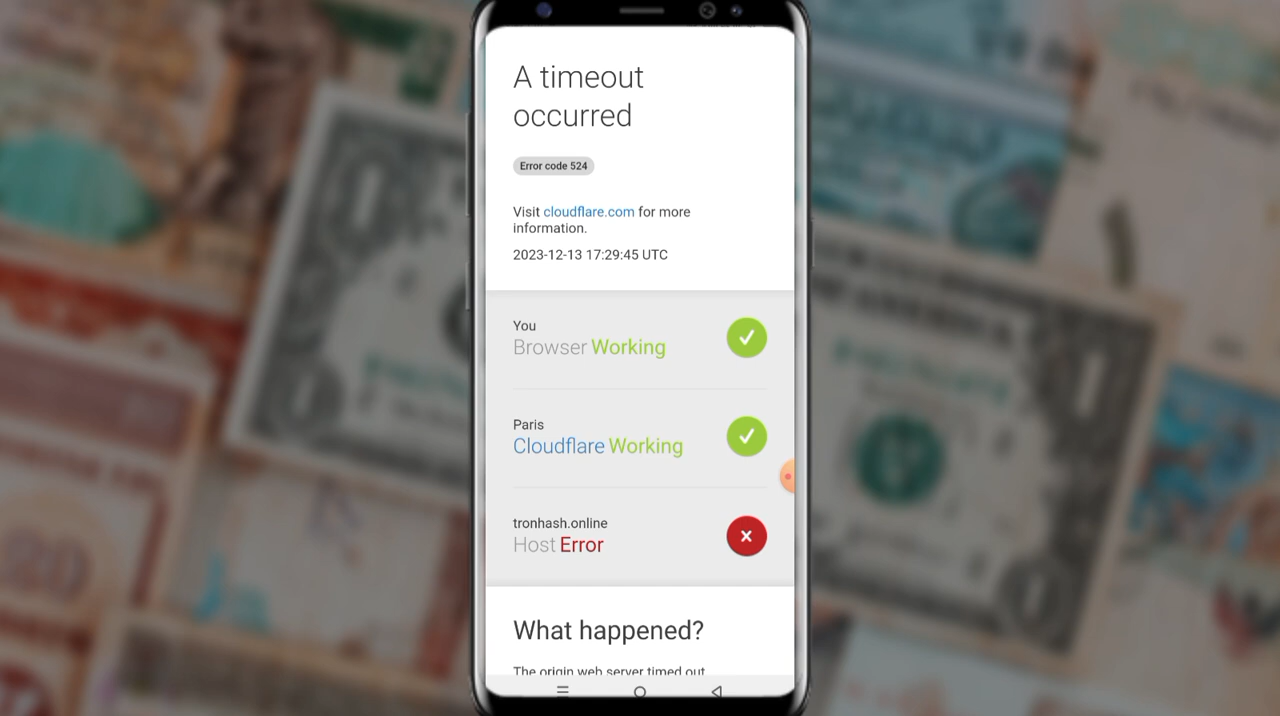 A timeout
occurred
Error code 524
Visit cloudflare.com for more
information.
2023-12-13 17:29:45 UTC
You
Browser Working
Paris
Cloudflare Working
tronhash.online
Host Error
What happened?
The origin web server timed out